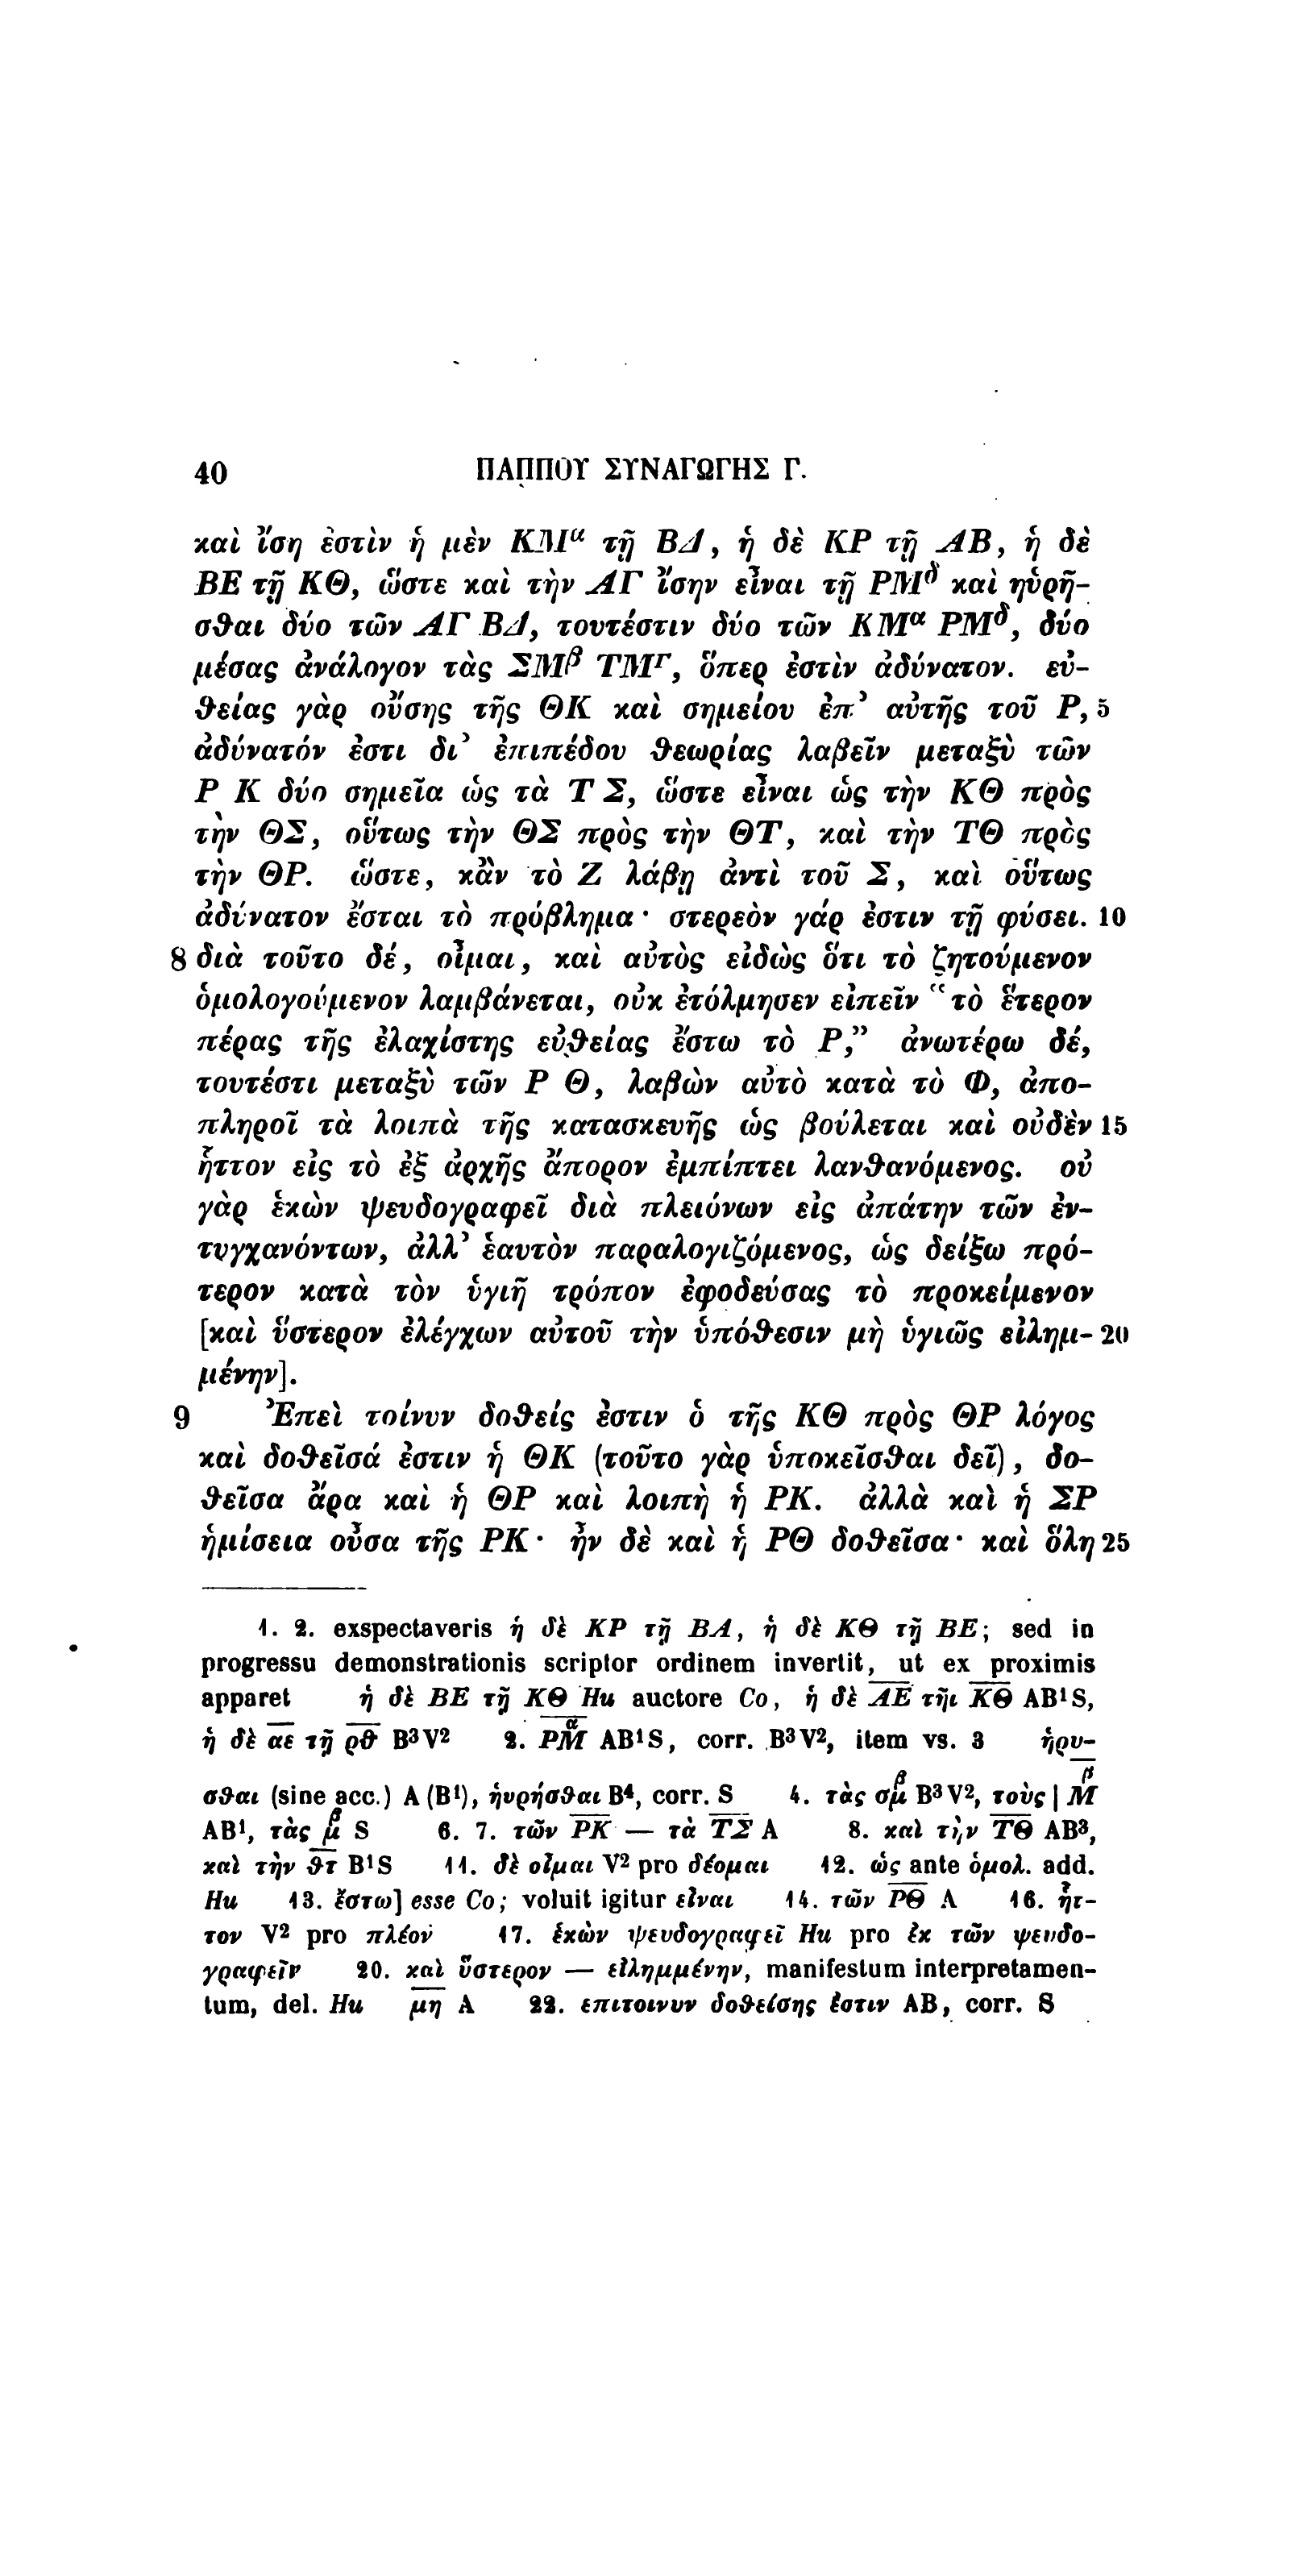 40 ΠΑΠΠΟΥ ΣΥΝΑΓΩΓΗΣ Γ.
καὶ ἴση ἐστὶν ἡ μὲν ΚΜᵅ τῇ ΒΔ, ἡ δὲ ΚΡ τῇ ΑΒ, ἡ δὲ
ΒΕ τῇ ΚΘ, ὥστε καὶ τὴν ΑΓ ἴσην εἶναι τῇ ΡΜ^δ καὶ ηὑρῆ-
σθαι δύο τῶν ΑΓ ΒΔ, τουτέστιν δύο τῶν ΚΜᵅ ΡΜ^δ, δύο
μέσας ἀνάλογον τὰς ΣΜᵝ ΤΜ^Γ, ὅπερ ἐστὶν ἀδύνατον. εὐ-
θείας γὰρ οὔσης τῆς ΘΚ καὶ σημείου ἐπ᾽ αὐτῆς τοῦ Ρ, 5
ἀδύνατόν ἐστι δι᾽ ἐπιπέδου θεωρίας λαβεῖν μεταξὺ τῶν
Ρ Κ δύο σημεῖα ὡς τὰ Τ Σ, ὥστε εἶναι ὡς τὴν ΚΘ πρὸς
τὴν ΘΣ, οὕτως τὴν ΘΣ πρὸς τὴν ΘΤ, καὶ τὴν ΤΘ πρὸς
τὴν ΘΡ. ὥστε, κἂν τὸ Ζ λάβῃ ἀντὶ τοῦ Σ, καὶ οὕτως
ἀδύνατον ἔσται τὸ πρόβλημα· στερεὸν γάρ ἐστιν τῇ φύσει. 10
8 διὰ τοῦτο δέ, οἶμαι, καὶ αὐτὸς εἰδὼς ὅτι τὸ ζητούμενον
ὁμολογούμενον λαμβάνεται, οὐκ ἐτόλμησεν εἰπεῖν “τὸ ἕτερον
πέρας τῆς ἐλαχίστης εὐθείας ἔστω τὸ Ρ,” ἀνωτέρω δέ,
τουτέστι μεταξὺ τῶν Ρ Θ, λαβὼν αὐτὸ κατὰ τὸ Φ, ἀπο-
πληροῖ τὰ λοιπὰ τῆς κατασκευῆς ὡς βούλεται καὶ οὐδὲν 15
ἧττον εἰς τὸ ἐξ ἀρχῆς ἄπορον ἐμπίπτει λανθανόμενος. οὐ
γὰρ ἑκὼν ψευδογραφεῖ διὰ πλειόνων εἰς ἀπάτην τῶν ἐν-
τυγχανόντων, ἀλλ᾽ ἑαυτὸν παραλογιζόμενος, ὡς δείξω πρό-
τερον κατὰ τὸν ὑγιῆ τρόπον ἐφοδεύσας τὸ προκείμενον
[καὶ ὕστερον ἐλέγχων αὐτοῦ τὴν ὑπόθεσιν μὴ ὑγιῶς εἰλημ- 20
μένην].
9 Ἐπεὶ τοίνυν δοθείς ἐστιν ὁ τῆς ΚΘ πρὸς ΘΡ λόγος
καὶ δοθεῖσά ἐστιν ἡ ΘΚ (τοῦτο γὰρ ὑποκεῖσθαι δεῖ), δο-
θεῖσα ἄρα καὶ ἡ ΘΡ καὶ λοιπὴ ἡ ΡΚ. ἀλλὰ καὶ ἡ ΣΡ
ἡμίσεια οὖσα τῆς ΡΚ· ἦν δὲ καὶ ἡ ΡΘ δοθεῖσα· καὶ ὅλη 25
1. 2. exspectaveris ἡ δὲ ΚΡ τῇ ΒΑ, ἡ δὲ ΚΘ τῇ ΒΕ; sed in
progressu demonstrationis scriptor ordinem invertit, ut ex proximis
apparet ἡ δὲ ΒΕ τῇ ΚΘ Hu auctore Co, ἡ δὲ Α̅Ε̅ τῆι Κ̅Θ̅ AB¹S,
ἡ δὲ α̅ε̅ τῇ ρ̅θ̅ B³V² 2. Ρ̅Μ̅ᵅ AB¹S, corr. B³V², item vs. 3 ἡρυ-
σθαι (sine acc.) A (B¹), ηὑρήσθαι B⁴, corr. S 4. τὰς σμᵝ B³V², τοὺς | Μ̅ᵝ
AB¹, τὰς μᵝ S 6. 7. τῶν Ρ̅Κ̅ — τὰ Τ̅Σ̅ A 8. καὶ τὴν Τ̅Θ̅ AB³,
καὶ τὴν θ̅τ̅ B¹S 11. δὲ οἶμαι V² pro δέομαι 12. ὡς ante ὁμολ. add.
Hu 13. ἔστω] esse Co; voluit igitur εἶναι 14. τῶν Ρ̅Θ̅ A 16. ἧτ-
τον V² pro πλέον 17. ἑκὼν ψευδογραφεῖ Hu pro ἐκ τῶν ψευδο-
γραφεῖν 20. καὶ ὕστερον — εἰλημμένην, manifestum interpretamen-
tum, del. Hu μ̅η̅ A 22. επιτοινυν δοθείσης ἐστιν AB, corr. S